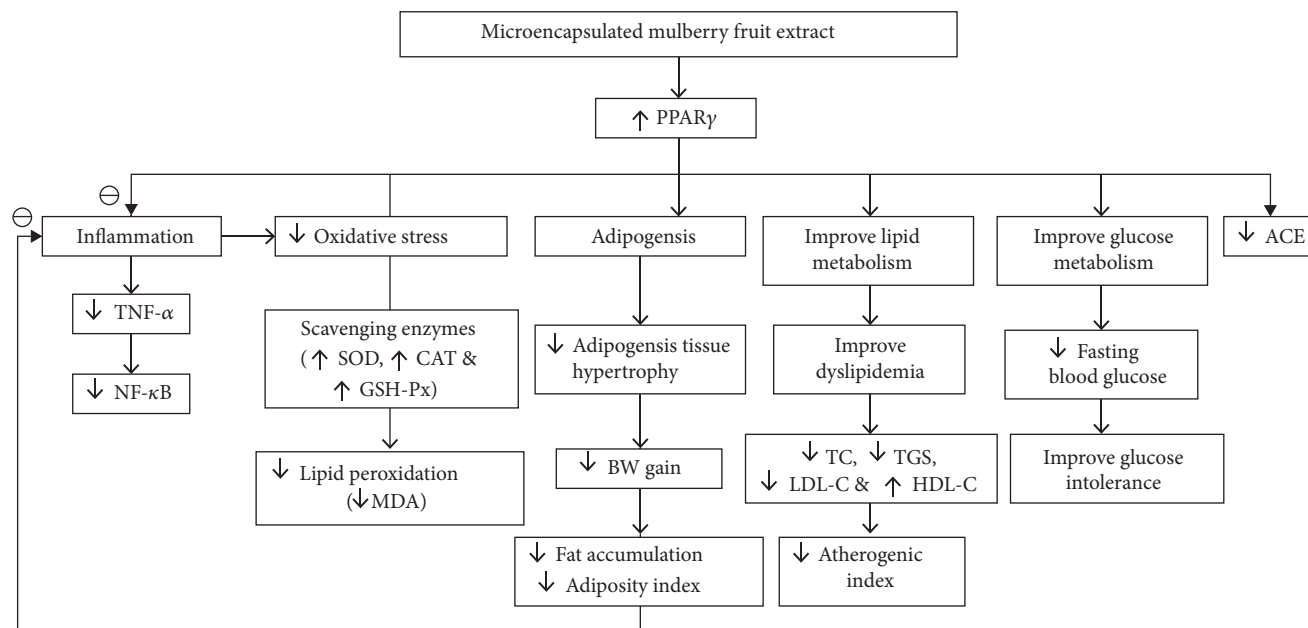 Microencapsulated mulberry fruit extract
↑ PPARγ
⊖
⊖
Inflammation
↓ Oxidative stress
Adipogensis
Improve lipid
metabolism
Improve glucose
metabolism
↓ ACE
↓ TNF-α
↓ NF-κB
Scavenging enzymes
(↑ SOD, ↑ CAT &
↑ GSH-Px)
↓ Lipid peroxidation
(↓MDA)
↓ Adipogensis tissue
hypertrophy
↓ BW gain
↓ Fat accumulation
↓ Adiposity index
Improve
dyslipidemia
↓ TC, ↓ TGS,
↓ LDL-C & ↑ HDL-C
↓ Atherogenic
index
↓ Fasting
blood glucose
Improve glucose
intolerance